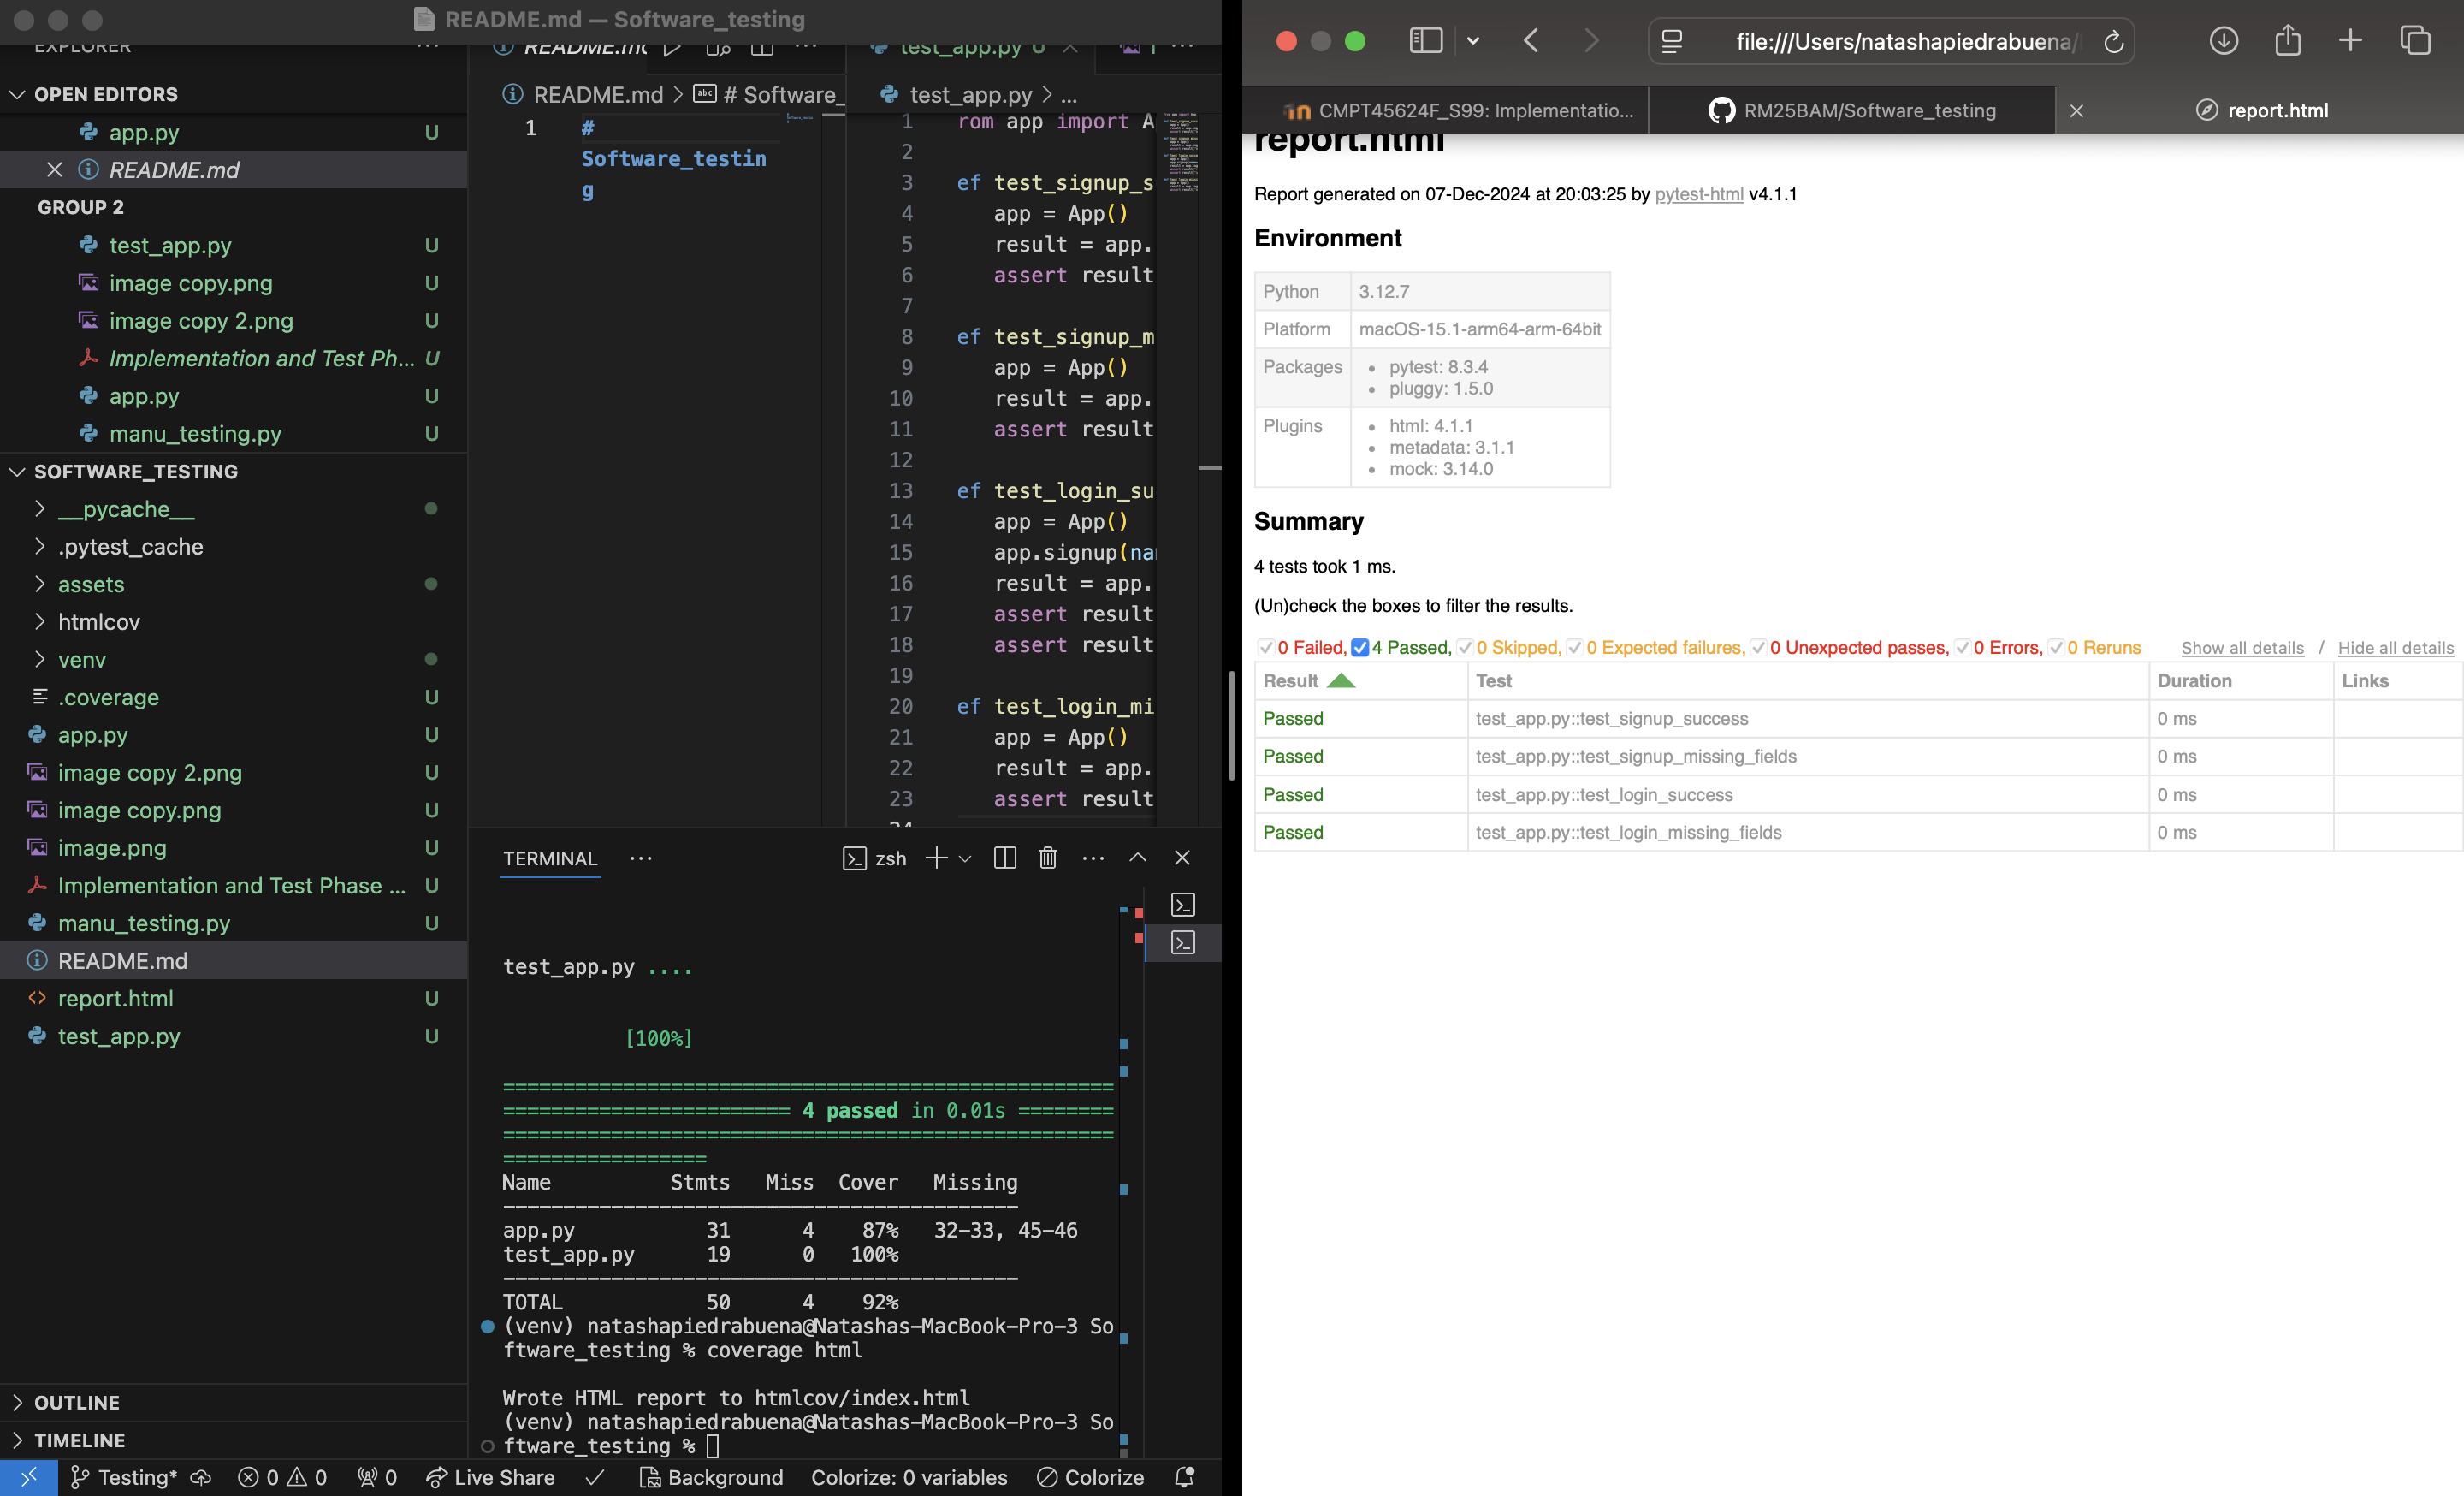 README.md — Software_testing
EXPLORER
OPEN EDITORS
app.py U
README.md
GROUP 2
test_app.py U
image copy.png U
image copy 2.png U
Implementation and Test Ph... U
app.py U
manu_testing.py U
SOFTWARE_TESTING
__pycache__
.pytest_cache
assets
htmlcov
venv
.coverage U
app.py U
image copy 2.png U
image copy.png U
image.png U
Implementation and Test Phase ... U
manu_testing.py U
README.md
report.html U
test_app.py U
OUTLINE
TIMELINE
README.md
README.md > # Software_
1 #
Software_testin
g
test_app.py U
test_app.py > ...
1 rom app import A
2
3 ef test_signup_s
4 app = App()
5 result = app.
6 assert result
7
8 ef test_signup_m
9 app = App()
10 result = app.
11 assert result
12
13 ef test_login_su
14 app = App()
15 app.signup(na
16 result = app.
17 assert result
18 assert result
19
20 ef test_login_mi
21 app = App()
22 result = app.
23 assert result
24
TERMINAL ... zsh
test_app.py ....
[100%]
===================================================
======================== 4 passed in 0.01s ========
===================================================
=================
Name Stmts Miss Cover Missing
-------------------------------------------
app.py 31 4 87% 32-33, 45-46
test_app.py 19 0 100%
-------------------------------------------
TOTAL 50 4 92%
(venv) natashapiedrabuena@Natashas-MacBook-Pro-3 So
ftware_testing % coverage html
Wrote HTML report to htmlcov/index.html
(venv) natashapiedrabuena@Natashas-MacBook-Pro-3 So
ftware_testing %
Testing* 0 0 0 Live Share Background Colorize: 0 variables Colorize
file:///Users/natashapiedrabuena/
CMPT45624F_S99: Implementatio...
RM25BAM/Software_testing
report.html
report.html
Report generated on 07-Dec-2024 at 20:03:25 by pytest-html v4.1.1
Environment
Python 3.12.7
Platform macOS-15.1-arm64-arm-64bit
Packages • pytest: 8.3.4
• pluggy: 1.5.0
Plugins • html: 4.1.1
• metadata: 3.1.1
• mock: 3.14.0
Summary
4 tests took 1 ms.
(Un)check the boxes to filter the results.
0 Failed, 4 Passed, 0 Skipped, 0 Expected failures, 0 Unexpected passes, 0 Errors, 0 Reruns Show all details / Hide all details
Result Test Duration Links
Passed test_app.py::test_signup_success 0 ms
Passed test_app.py::test_signup_missing_fields 0 ms
Passed test_app.py::test_login_success 0 ms
Passed test_app.py::test_login_missing_fields 0 ms